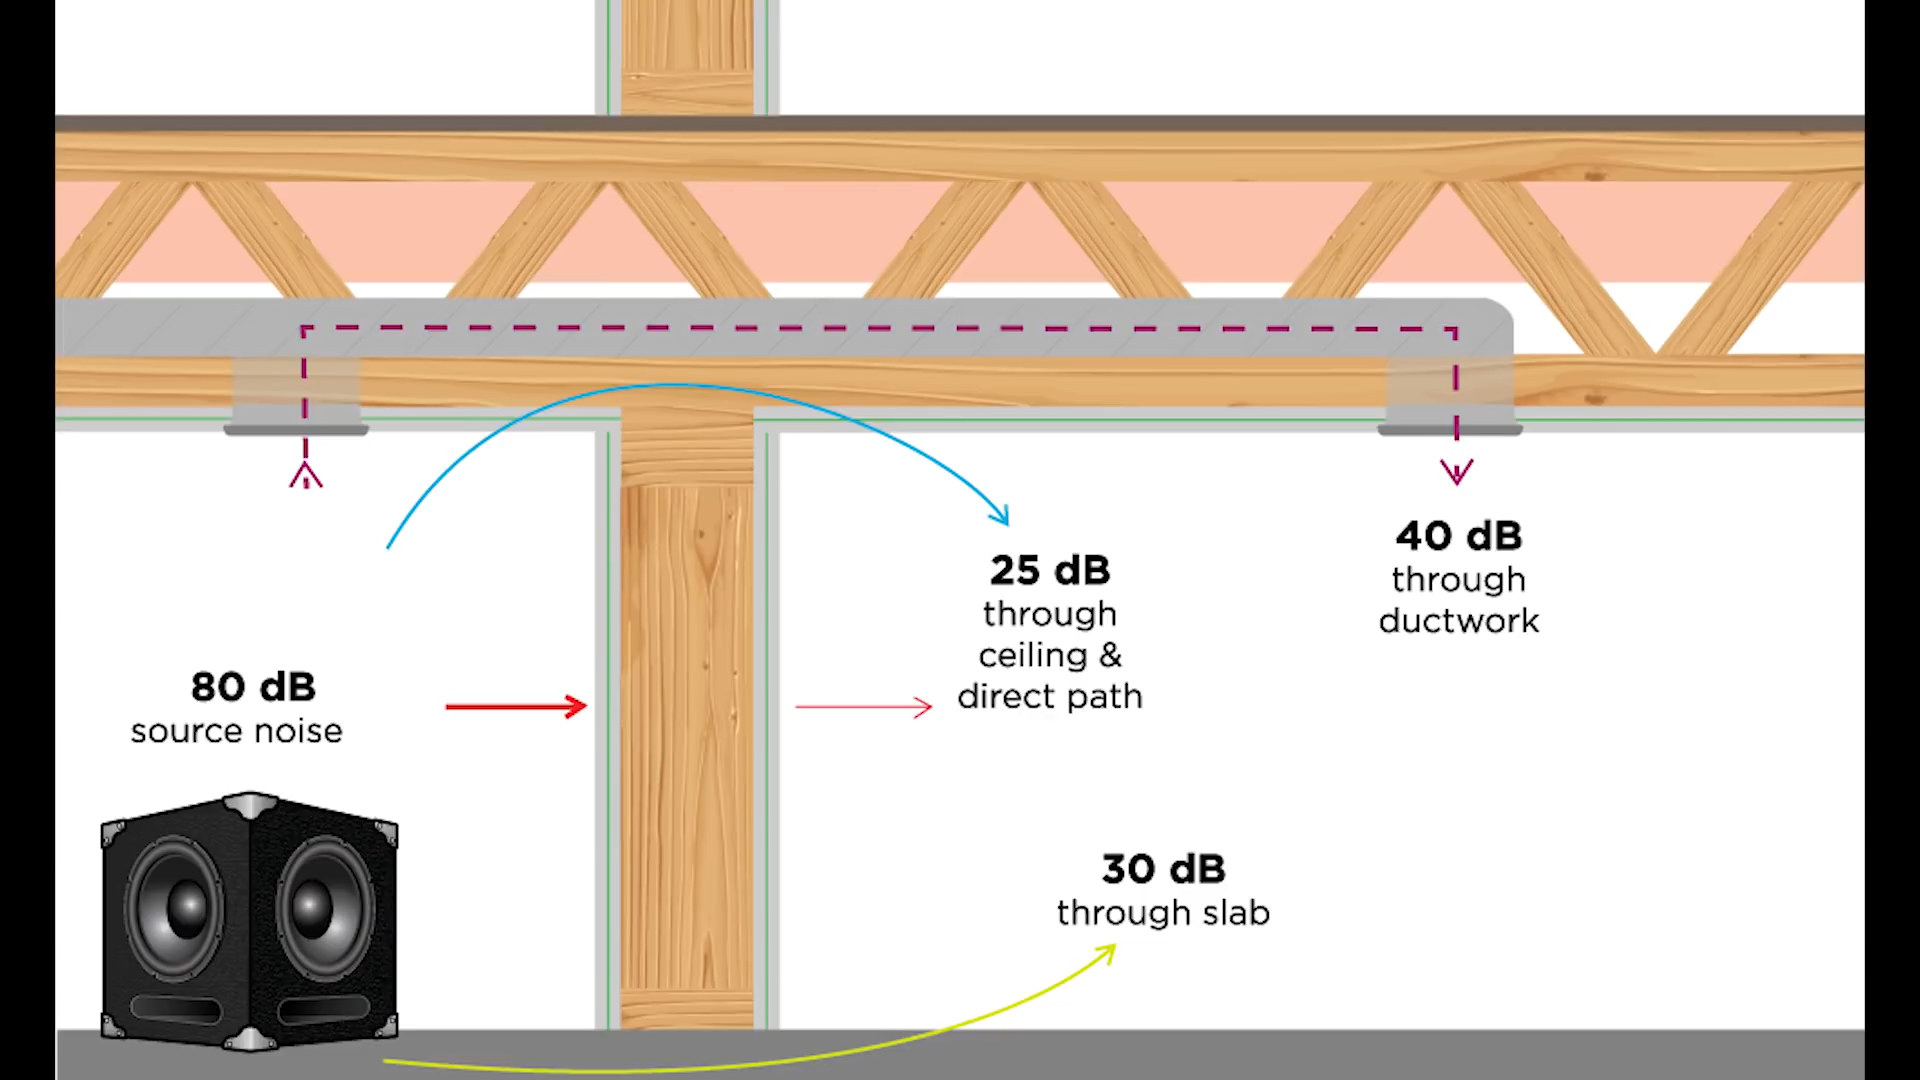 80 dB
source noise
25 dB
through
ceiling &
direct path
40 dB
through
ductwork
30 dB
through slab